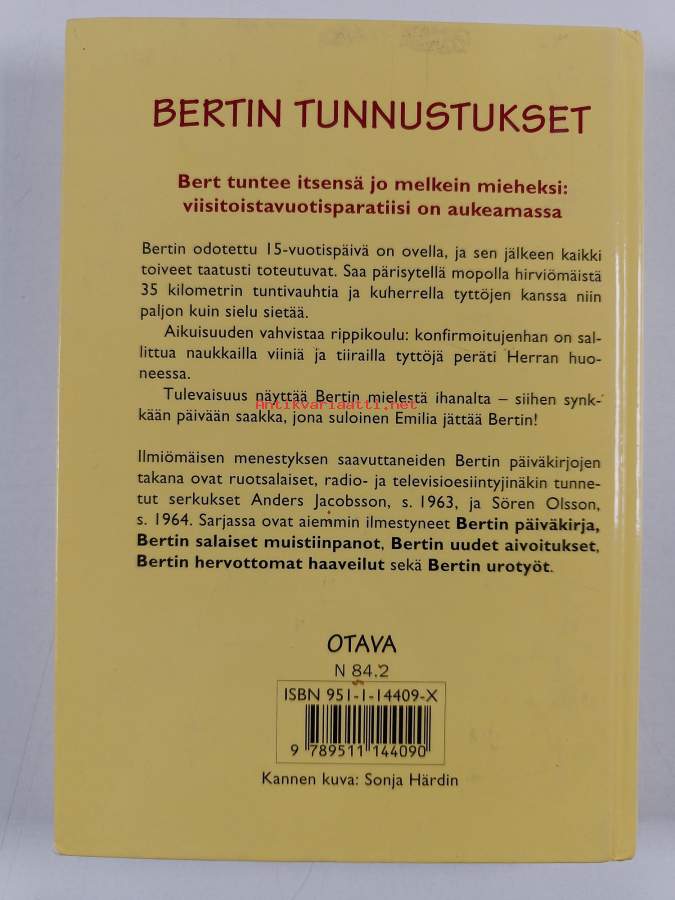 BERTIN TUNNUSTUKSET
Bert tuntee itsensä jo melkein mieheksi:
viisitoistavuotisparatiisi on aukeamassa
Bertin odotettu 15-vuotispäivä on ovella, ja sen jälkeen kaikki
toiveet taatusti toteutuvat. Saa pärisytellä mopolla hirviömäistä
35 kilometrin tuntivauhtia ja kuherrella tyttöjen kanssa niin
paljon kuin sielu sietää.
Aikuisuuden vahvistaa rippikoulu: konfirmoitujenhan on sal-
littua naukkailla viiniä ja tiirailla tyttöjä peräti Herran huo-
neessa.
Tulevaisuus näyttää Bertin mielestä ihanalta – siihen synk-
kään päivään saakka, jona suloinen Emilia jättää Bertin!
Antikvariaatti.net
Ilmiömäisen menestyksen saavuttaneiden Bertin päiväkirjojen
takana ovat ruotsalaiset, radio- ja televisioesiintyjinäkin tunne-
tut serkukset Anders Jacobsson, s. 1963, ja Sören Olsson,
s. 1964. Sarjassa ovat aiemmin ilmestyneet Bertin päiväkirja,
Bertin salaiset muistiinpanot, Bertin uudet aivoitukset,
Bertin hervottomat haaveilut sekä Bertin urotyöt.
OTAVA
N 84.2
ISBN 951-1-14409-X
9 789511 144090
Kannen kuva: Sonja Härdin